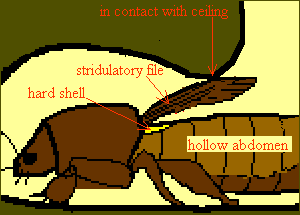 in contact with ceiling
stridulatory file
hard shell
hollow abdomen